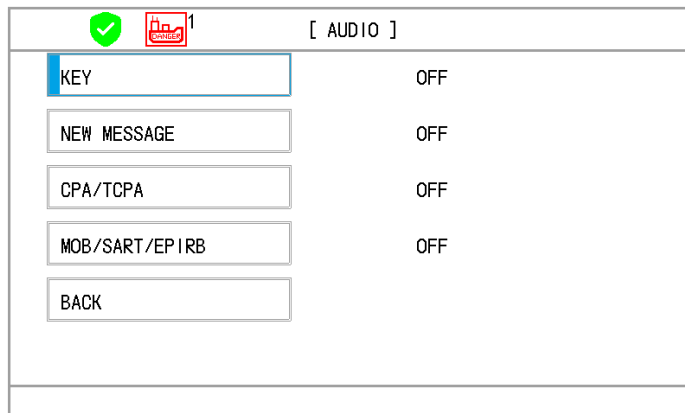 DANGER 1 [ AUDIO ]
KEY OFF
NEW MESSAGE OFF
CPA/TCPA OFF
MOB/SART/EPIRB OFF
BACK